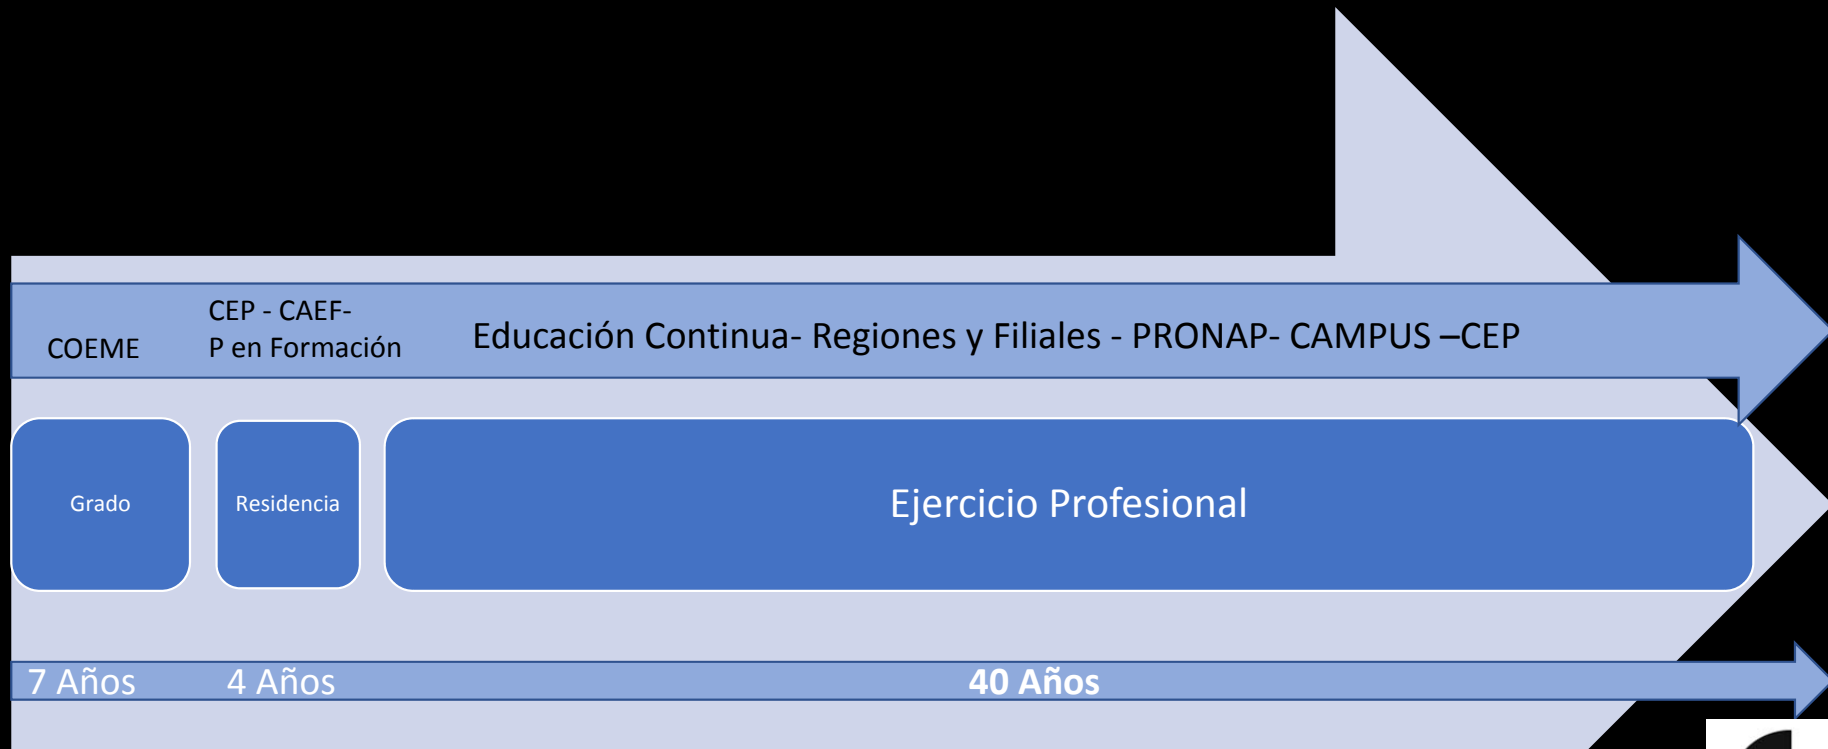 COEME
CEP - CAEF-
P en Formación
Educación Continua- Regiones y Filiales - PRONAP- CAMPUS –CEP
Grado
Residencia
Ejercicio Profesional
7 Años
4 Años
40 Años